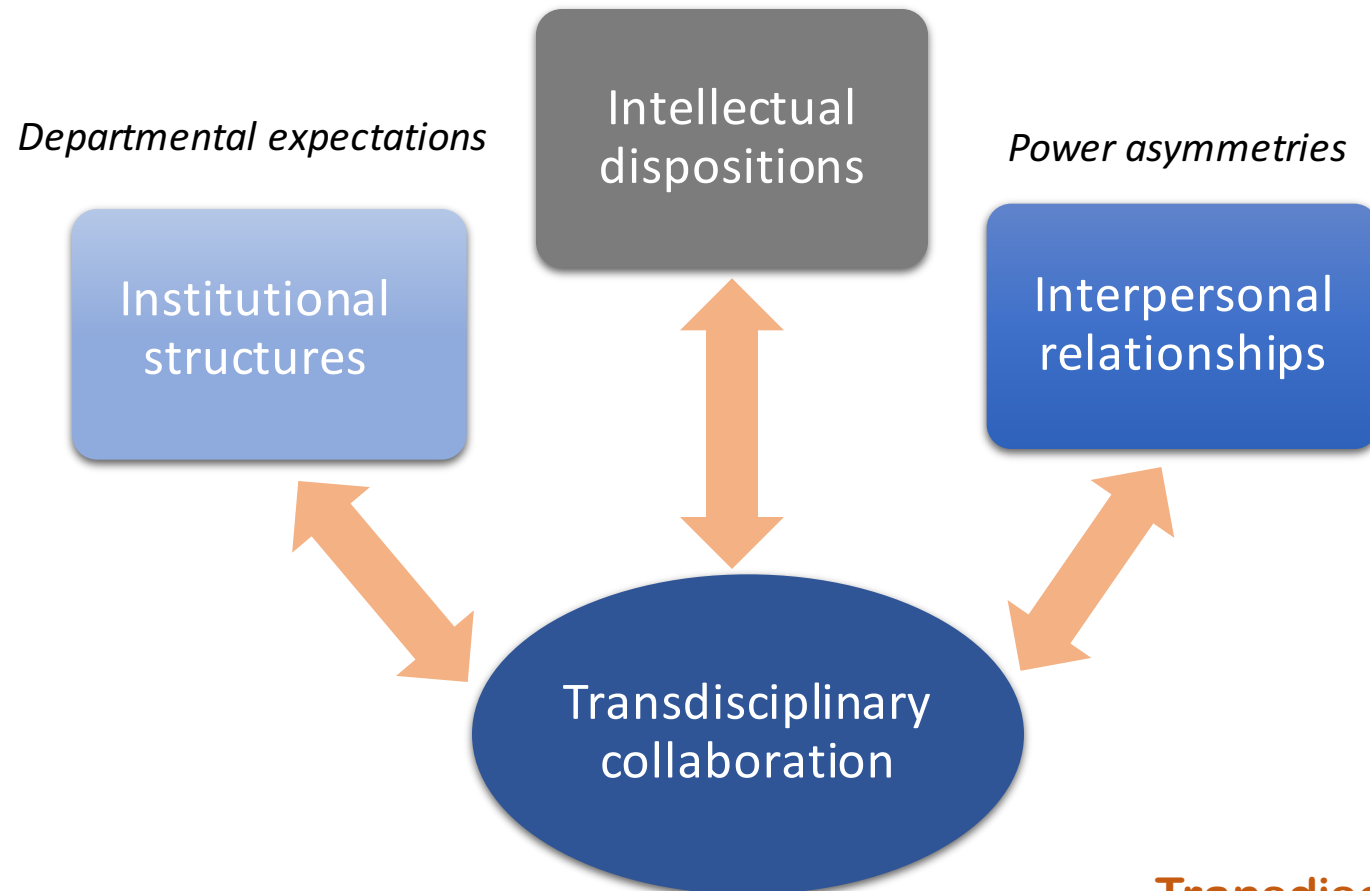 Departmental expectations
Intellectual
dispositions
Power asymmetries
Institutional
structures
Interpersonal
relationships
Transdisciplinary
collaboration